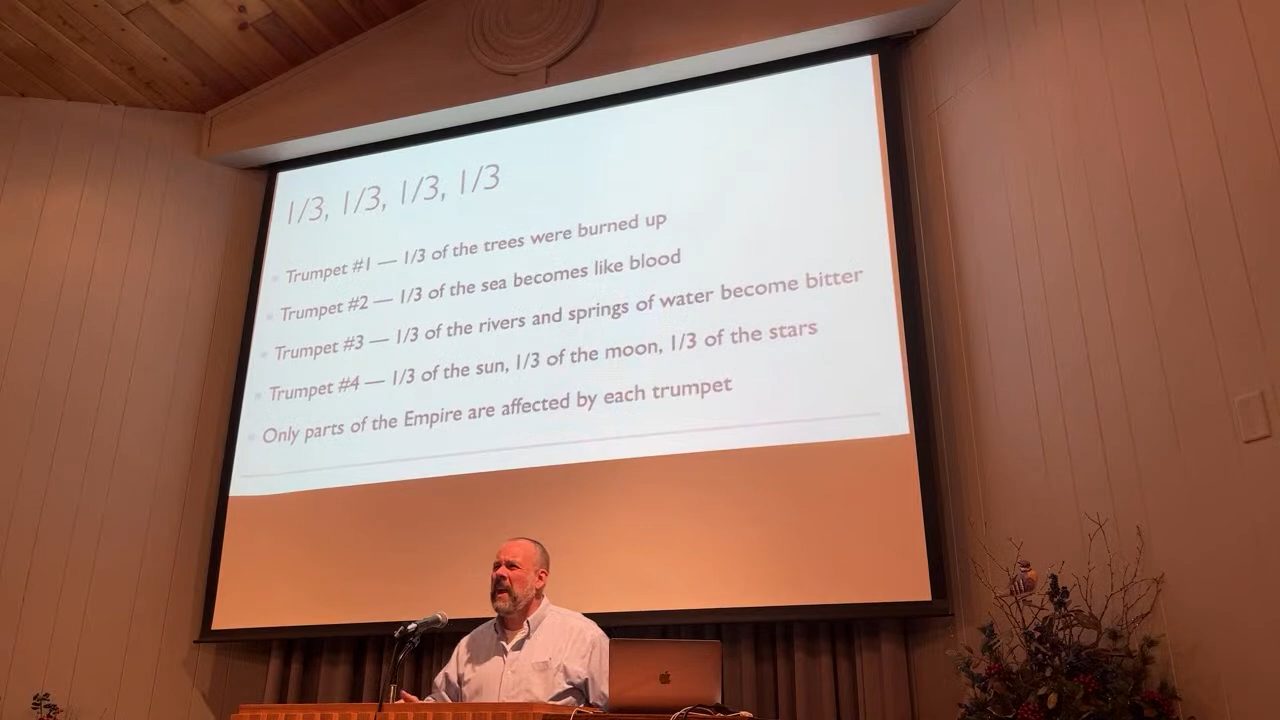 1/3, 1/3, 1/3, 1/3
Trumpet #1 — 1/3 of the trees were burned up
Trumpet #2 — 1/3 of the sea becomes like blood
Trumpet #3 — 1/3 of the rivers and springs of water become bitter
Trumpet #4 — 1/3 of the sun, 1/3 of the moon, 1/3 of the stars
Only parts of the Empire are affected by each trumpet